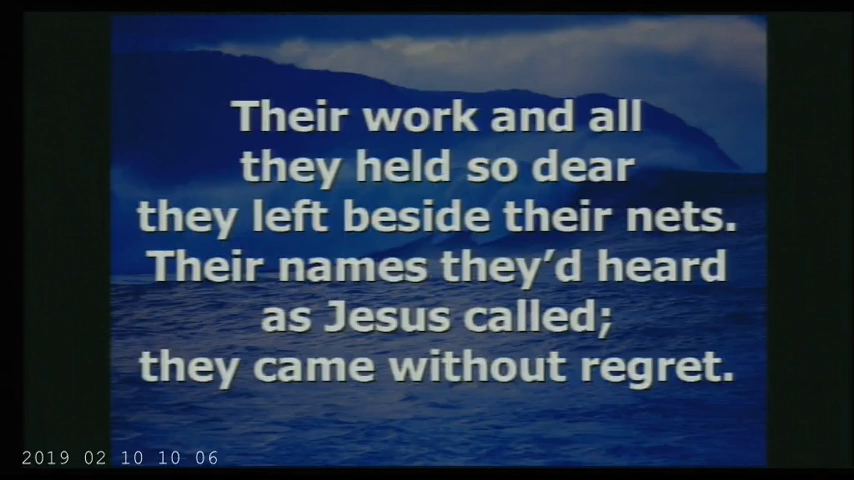 Their work and all
they held so dear
they left beside their nets.
Their names they’d heard
as Jesus called;
they came without regret.
2019 02 10 10 06